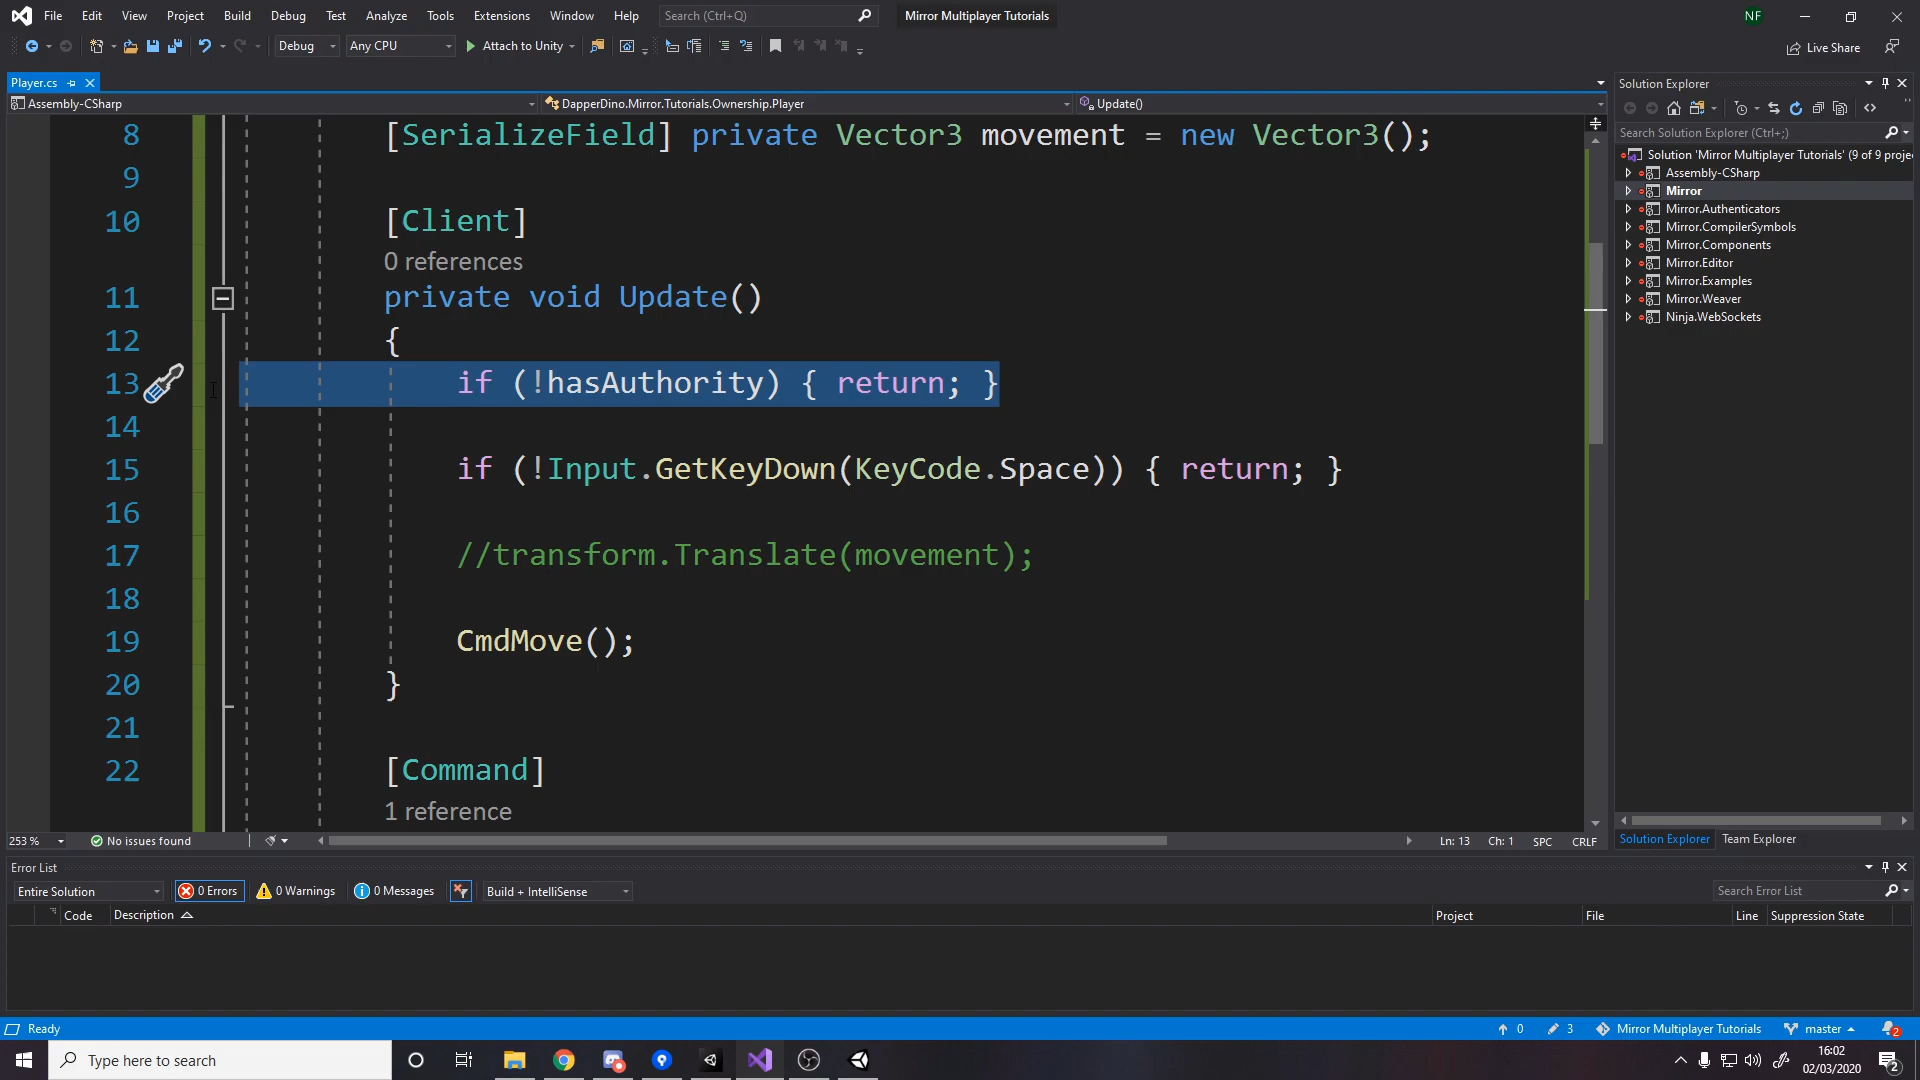 File Edit View Project Build Debug Test Analyze Tools Extensions Window Help Search (Ctrl+Q) Mirror Multiplayer Tutorials NF
Debug Any CPU Attach to Unity Live Share
Player.cs
Assembly-CSharp DapperDino.Mirror.Tutorials.Ownership.Player Update()
8 [SerializeField] private Vector3 movement = new Vector3();
9
10 [Client]
0 references
11 private void Update()
12 {
13 if (!hasAuthority) { return; }
14
15 if (!Input.GetKeyDown(KeyCode.Space)) { return; }
16
17 //transform.Translate(movement);
18
19 CmdMove();
20 }
21
22 [Command]
1 reference
253 % No issues found Ln: 13 Ch: 1 SPC CRLF
Solution Explorer
Search Solution Explorer (Ctrl+;)
Solution 'Mirror Multiplayer Tutorials' (9 of 9 proje
Assembly-CSharp
Mirror
Mirror.Authenticators
Mirror.CompilerSymbols
Mirror.Components
Mirror.Editor
Mirror.Examples
Mirror.Weaver
Ninja.WebSockets
Solution Explorer Team Explorer
Error List
Entire Solution 0 Errors 0 Warnings 0 Messages Build + IntelliSense Search Error List
Code Description Project File Line Suppression State
Ready 0 3 Mirror Multiplayer Tutorials master 2
Type here to search 16:02
02/03/2020 2